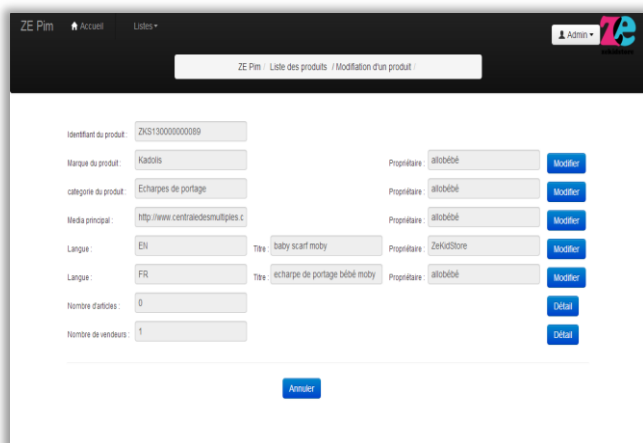 ZE Pim Accueil Listes Admin
ze
ZE Pim / Liste des produits / Modifiation d'un produit /
Identifiant du produit : ZKS130000000089
Marque du produit : Kadolis Propriétaire : allobébé Modifier
categorie du produit : Echarpes de portage Propriétaire : allobébé Modifier
Media principal : http://www.centraledesmultiples.c Propriétaire : allobébé Modifier
Langue : EN Titre : baby scarf moby Propriétaire : ZeKidStore Modifier
Langue : FR Titre : echarpe de portage bébé moby Propriétaire : allobébé Modifier
Nombre d'articles : 0 Détail
Nombre de vendeurs : 1 Détail
Annuler